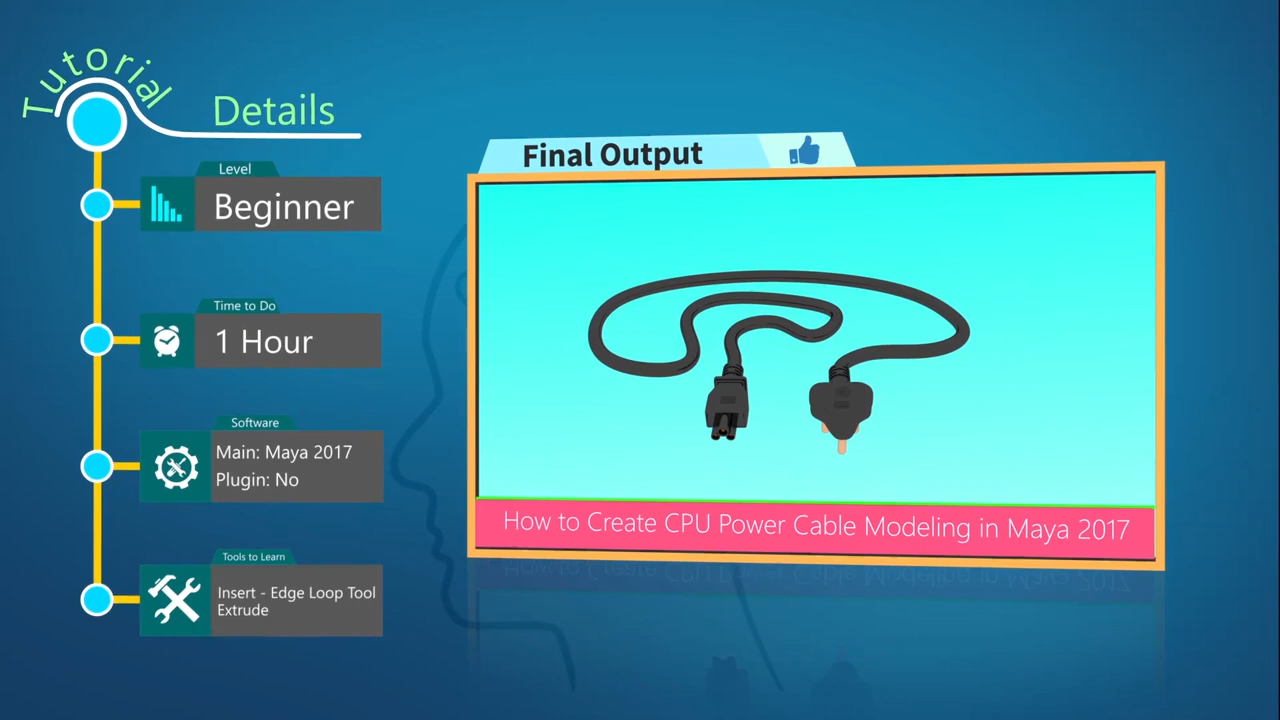 Tutorial
Details
Level
Beginner
Time to Do
1 Hour
Software
Main: Maya 2017
Plugin: No
Tools to Learn
Insert - Edge Loop Tool
Extrude
Final Output
How to Create CPU Power Cable Modeling in Maya 2017